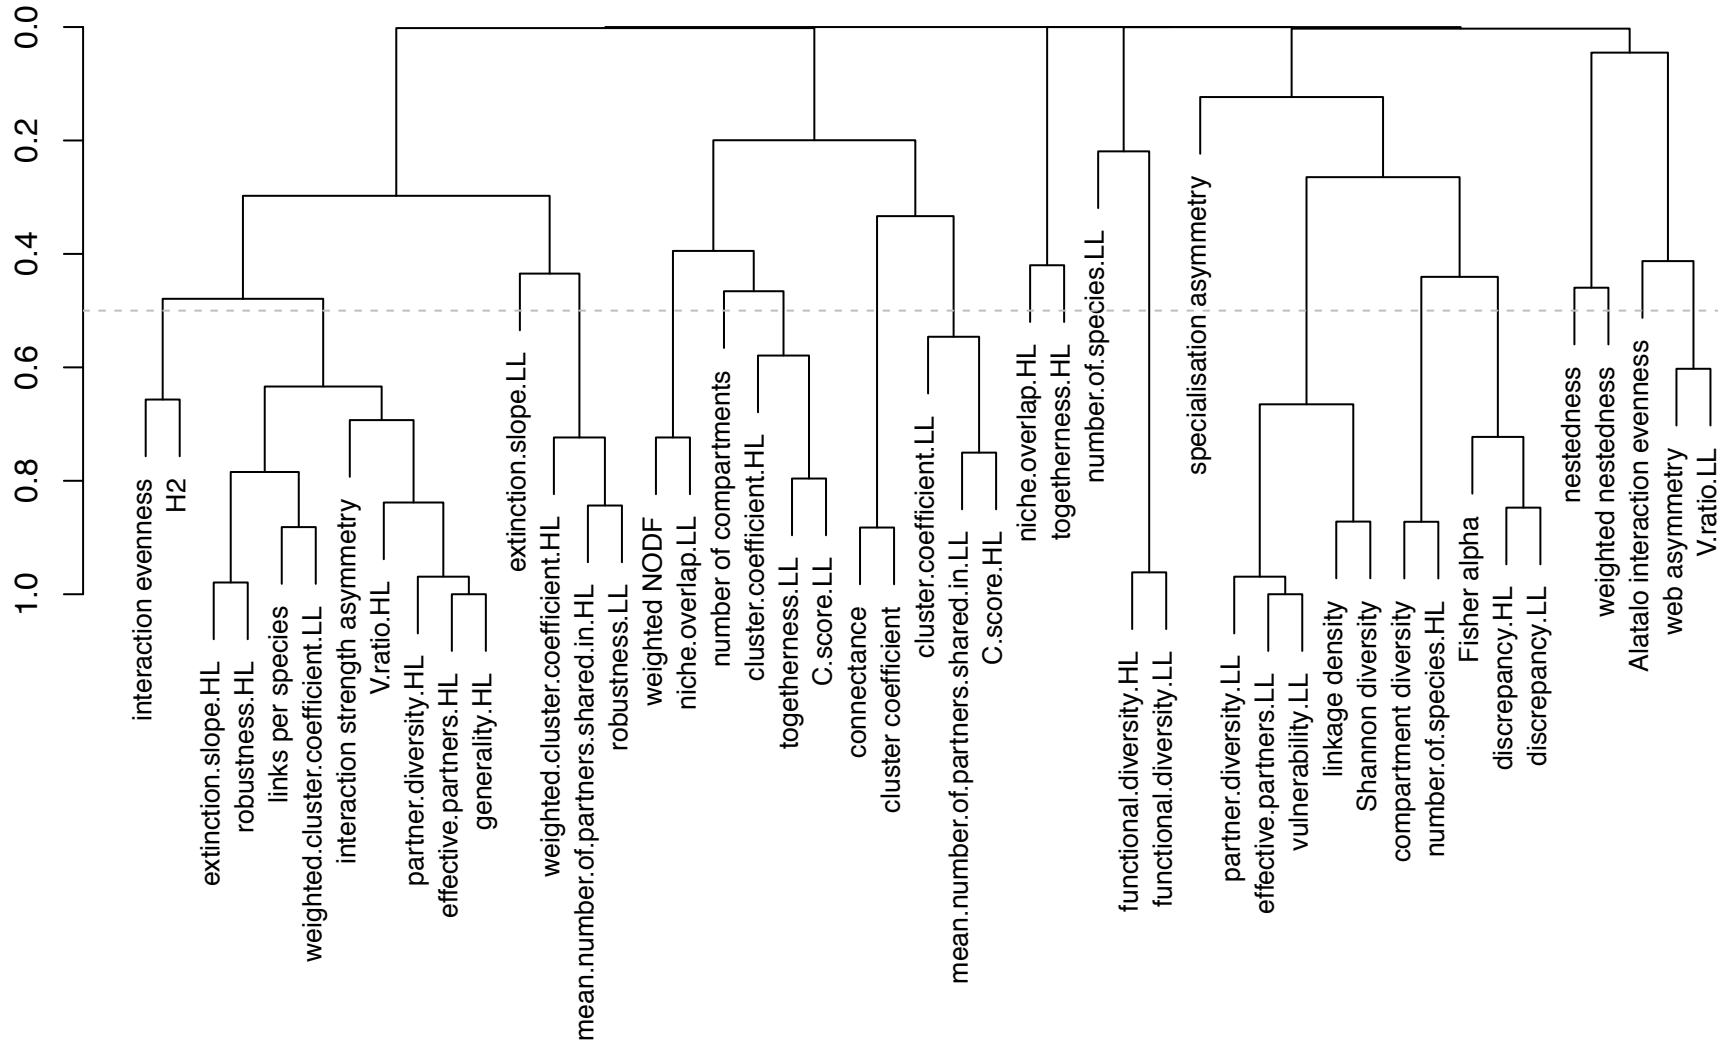 0.0
0.2
0.4
0.6
0.8
1.0
interaction evenness
H2
extinction.slope.HL
robustness.HL
links per species
weighted.cluster.coefficient.LL
interaction strength asymmetry
V.ratio.HL
partner.diversity.HL
effective.partners.HL
generality.HL
extinction.slope.LL
weighted.cluster.coefficient.HL
mean.number.of.partners.shared.in.HL
robustness.LL
weighted NODF
niche.overlap.LL
number of compartments
cluster.coefficient.HL
togetherness.LL
C.score.LL
connectance
cluster coefficient
cluster.coefficient.LL
mean.number.of.partners.shared.in.LL
C.score.HL
niche.overlap.HL
togetherness.HL
number.of.species.LL
functional.diversity.HL
functional.diversity.LL
specialisation asymmetry
partner.diversity.LL
effective.partners.LL
vulnerability.LL
linkage density
Shannon diversity
compartment diversity
number.of.species.HL
Fisher alpha
discrepancy.HL
discrepancy.LL
nestedness
weighted nestedness
Alatalo interaction evenness
web asymmetry
V.ratio.LL